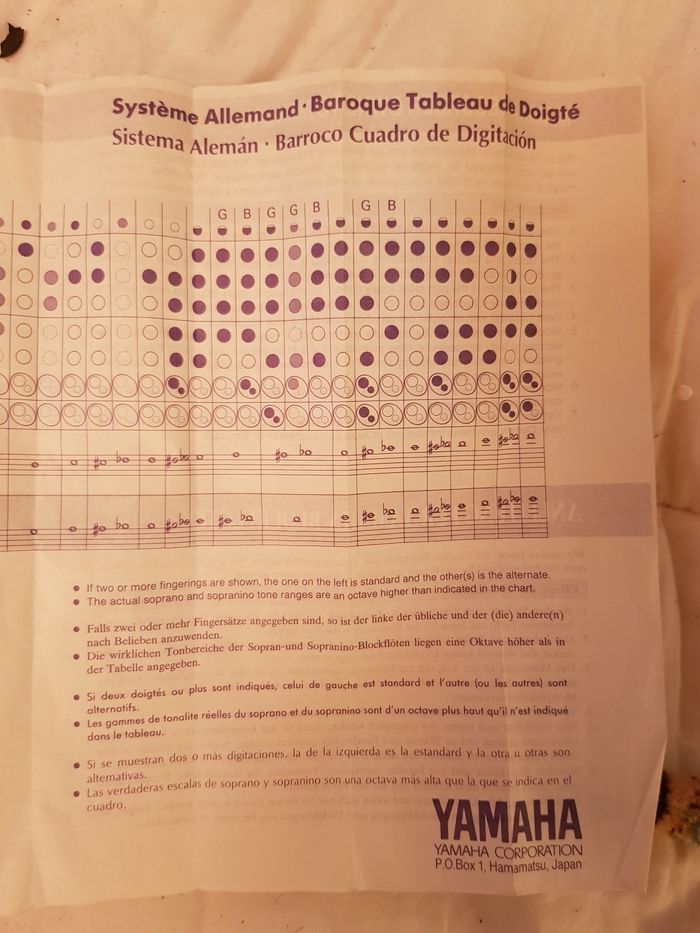 Système Allemand · Baroque Tableau de Doigté
Sistema Alemán · Barroco Cuadro de Digitación
G B G G B G B
● If two or more fingerings are shown, the one on the left is standard and the other(s) is the alternate.
● The actual soprano and sopranino tone ranges are an octave higher than indicated in the chart.
● Falls zwei oder mehr Fingersätze angegeben sind, so ist der linke der übliche und der (die) andere(n)
nach Belieben anzuwenden.
● Die wirklichen Tonbereiche der Sopran-und Sopranino-Blockflöten liegen eine Oktave höher als in
der Tabelle angegeben.
● Si deux doigtés ou plus sont indiqués, celui de gauche est standard et l'autre (ou les autres) sont
alternatifs.
● Les gammes de tonalite réelles du soprano et du sopranino sont d'un octave plus haut qu'il n'est indiqué
dans le tableau.
● Si se muestran dos o más digitaciones, la de la izquierda es la estandard y la otra u otras son
alternativas.
● Las verdaderas escalas de soprano y sopranino son una octava más alta que la que se indica en el
cuadro.
YAMAHA
YAMAHA CORPORATION
P.O.Box 1, Hamamatsu, Japan